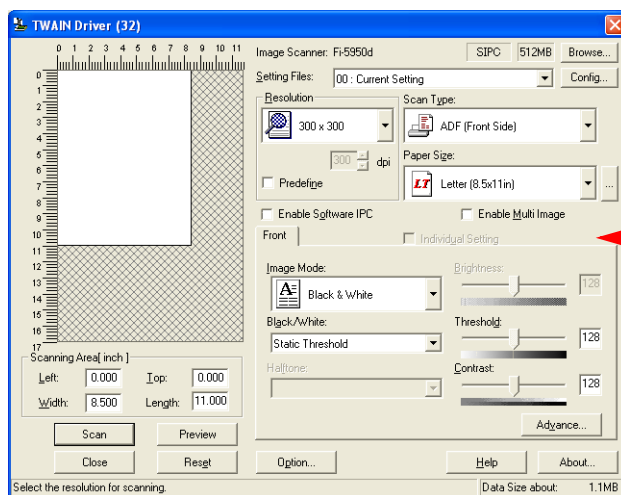 TWAIN Driver (32)
0 1 2 3 4 5 6 7 8 9 10 11
0
1
2
3
4
5
6
7
8
9
10
11
12
13
14
15
16
17
Image Scanner: Fi-5950d SIPC 512MB Browse...
Setting Files: 00 : Current Setting Config...
Resolution
300 x 300
300 dpi
Predefine
Scan Type:
ADF (Front Side)
Paper Size:
LT Letter (8.5x11in) ...
Enable Software IPC Enable Multi Image
Front Individual Setting
Image Mode:
A Black & White
Black/White:
Static Threshold
Halftone:
Brightness:
128
Threshold:
128
Contrast:
128
Advance...
Scanning Area[ inch ]
Left: 0.000 Top: 0.000
Width: 8.500 Length: 11.000
Scan Preview
Close Reset Option... Help About...
Select the resolution for scanning. Data Size about: 1.1MB